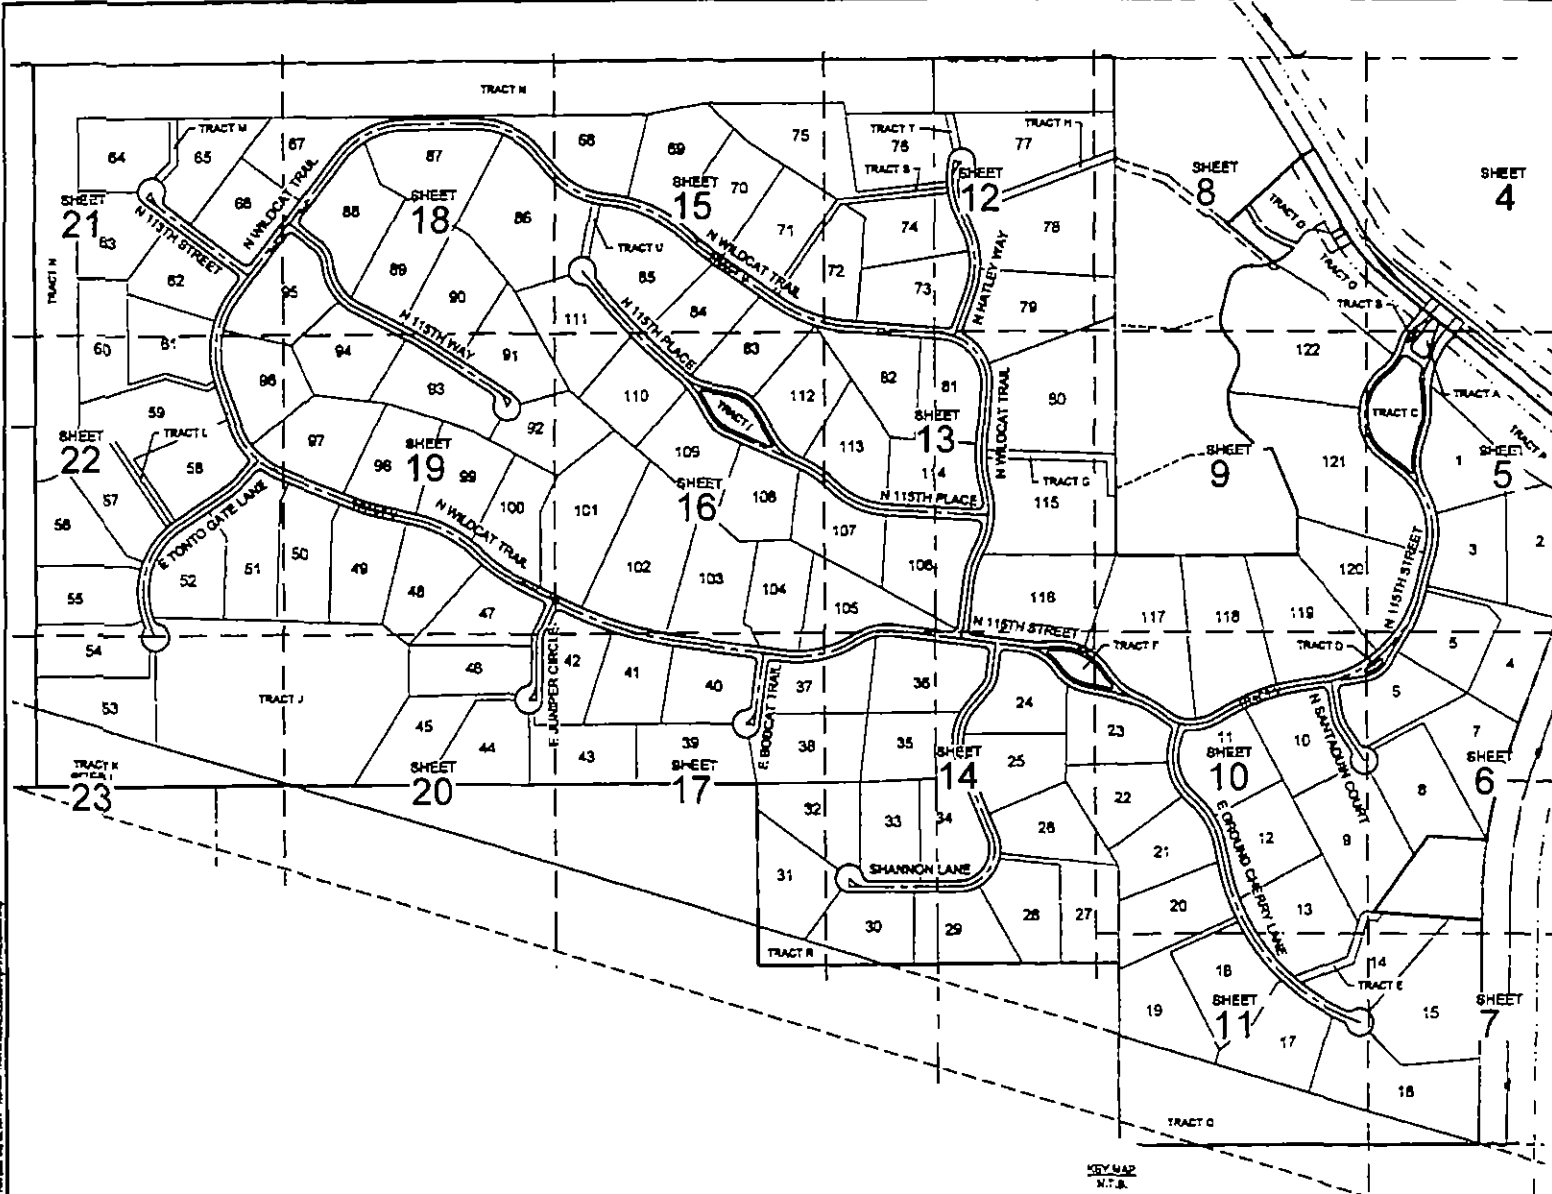 TRACT N
TRACT M
64
65
67
87
68
69
75
TRACT T
76
TRACT H
77
SHEET
8
SHEET
4
SHEET
21
N 113TH STREET
66
N WILDCAT TRAIL
88
SHEET
18
86
SHEET
15
70
TRACT S
SHEET
12
TRACT N
63
62
TRACT U
85
71
74
78
N WILDCAT TRAIL
72
73
N HATLEY WAY
79
95
89
90
84
111
N 115TH WAY
N 115TH PLACE
60
61
94
91
83
82
81
122
96
93
92
110
112
80
TRACT I
TRACT C
TRACT A
59
TRACT L
SHEET
22
58
57
56
97
98
SHEET
19
99
100
109
SHEET
16
108
113
SHEET
13
N WILDCAT TRAIL
TRACT G
115
SHEET
9
121
1
SHEET
5
TRACT P
N 115TH PLACE
N WILDCAT TRAIL
101
107
106
3
2
E TONTO GATE LANE
55
52
51
50
49
48
47
102
103
104
105
116
117
118
119
120
N 115TH STREET
N 115TH STREET
TRACT F
TRACT D
5
4
54
53
TRACT J
46
45
44
42
E JUNIPER CIRCLE
41
40
E BOBCAT TRAIL
37
36
24
23
11
10
N SANTAQUIN COURT
5
7
43
39
38
35
25
SHEET
14
SHEET
10
SHEET
6
TRACT K
SHEET
23
SHEET
20
SHEET
17
32
33
34
26
22
21
12
9
8
31
SHANNON LANE
30
29
28
27
20
E GROUND CHERRY LANE
13
TRACT R
18
14
TRACT E
19
SHEET
11
17
15
SHEET
7
16
TRACT Q
KEY MAP
N.T.S.